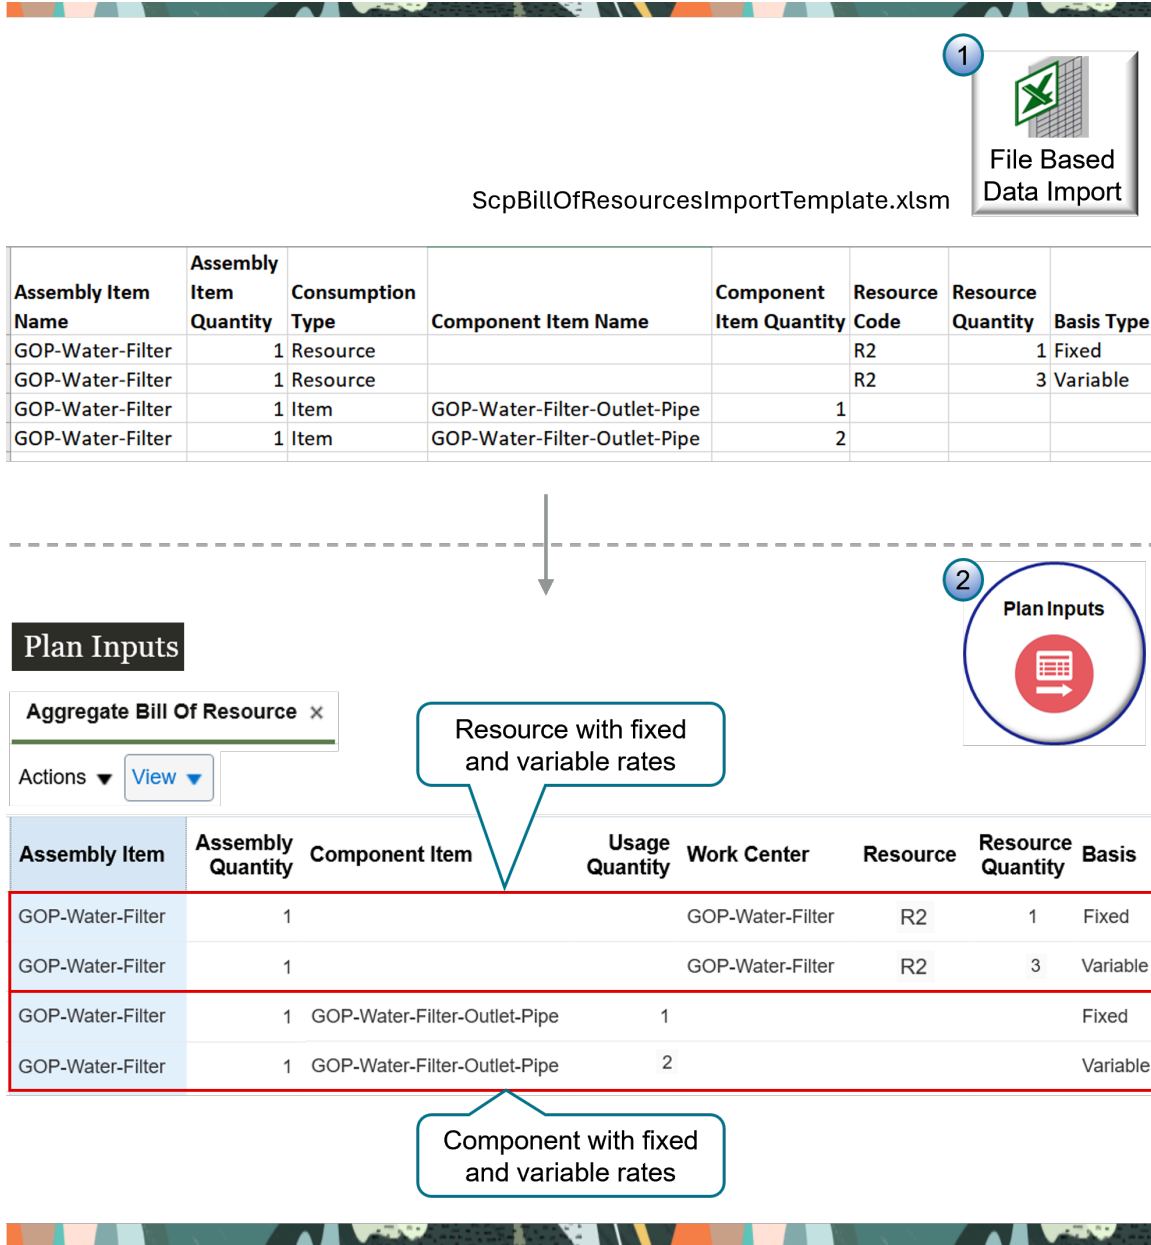 1
File Based
Data Import
ScpBillOfResourcesImportTemplate.xlsm
Assembly Item Name Assembly Item Quantity Consumption Type Component Item Name Component Item Quantity Resource Code Resource Quantity Basis Type
GOP-Water-Filter 1 Resource R2 1 Fixed
GOP-Water-Filter 1 Resource R2 3 Variable
GOP-Water-Filter 1 Item GOP-Water-Filter-Outlet-Pipe 1
GOP-Water-Filter 1 Item GOP-Water-Filter-Outlet-Pipe 2
2
Plan Inputs
Plan Inputs
Aggregate Bill Of Resource ×
Actions View
Resource with fixed
and variable rates
Assembly Item Assembly Quantity Component Item Usage Quantity Work Center Resource Resource Quantity Basis
GOP-Water-Filter 1 GOP-Water-Filter R2 1 Fixed
GOP-Water-Filter 1 GOP-Water-Filter R2 3 Variable
GOP-Water-Filter 1 GOP-Water-Filter-Outlet-Pipe 1 Fixed
GOP-Water-Filter 1 GOP-Water-Filter-Outlet-Pipe 2 Variable
Component with fixed
and variable rates